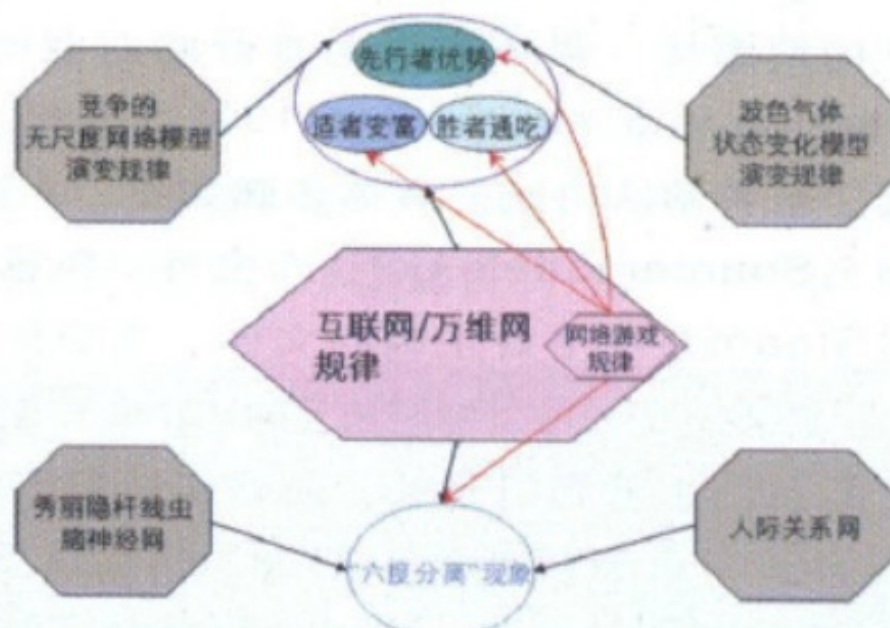 先行者优势
竞争的
无尺度网络模型
演变规律
适者变富
胜者通吃
波色气体
状态变化模型
演变规律
互联网/万维网
规律
网络游戏
规律
秀丽隐杆线虫
脑神经网
"六度分离"现象
人际关系网